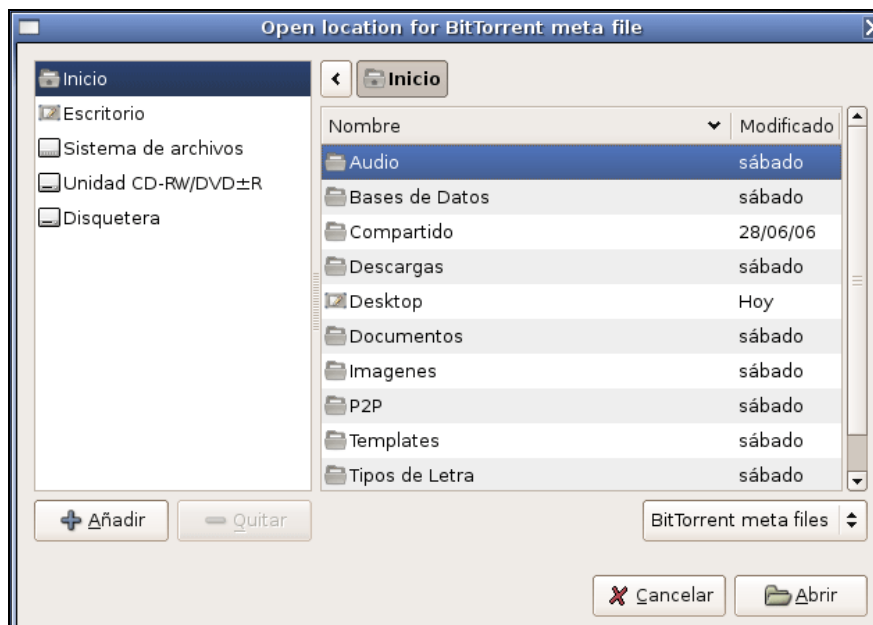 Open location for BitTorrent meta file
Inicio
Escritorio
Sistema de archivos
Unidad CD-RW/DVD±R
Disquetera
Inicio
Nombre Modificado
Audio sábado
Bases de Datos sábado
Compartido 28/06/06
Descargas sábado
Desktop Hoy
Documentos sábado
Imagenes sábado
P2P sábado
Templates sábado
Tipos de Letra sábado
Añadir Quitar BitTorrent meta files
Cancelar Abrir